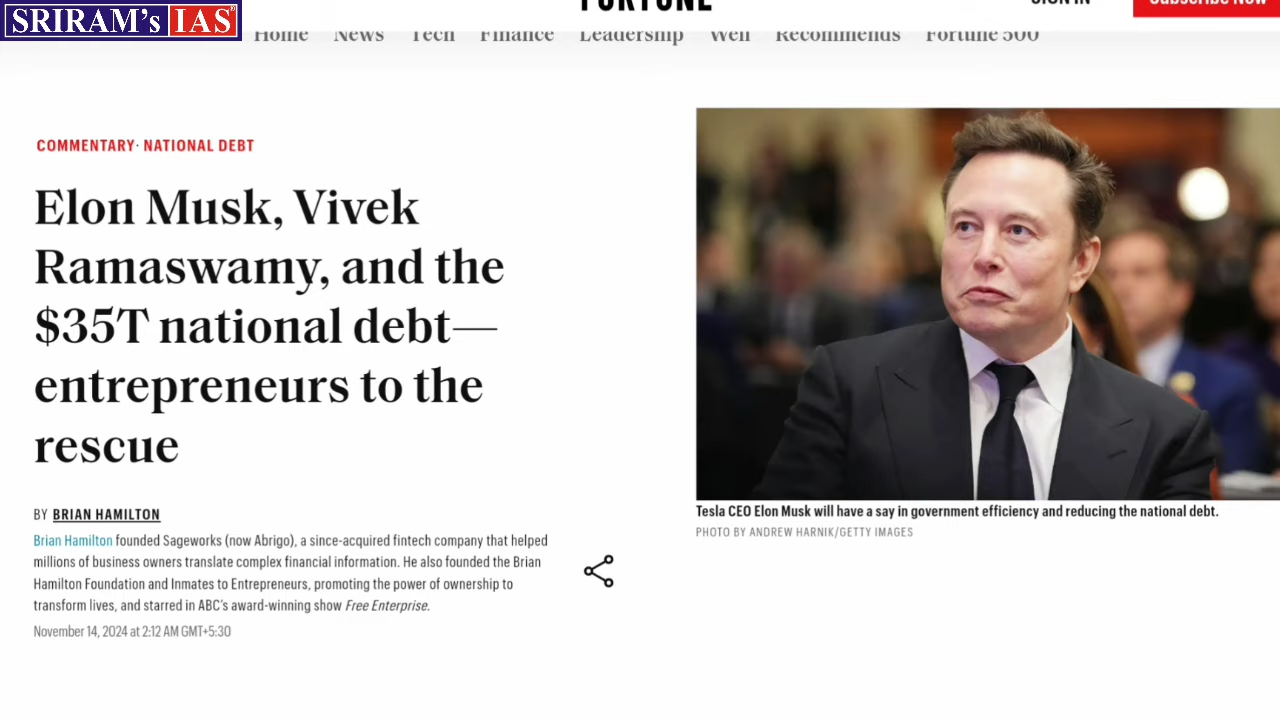 SRIRAM's IAS®
FORTUNE
SIGN IN
Subscribe Now
Home News Tech Finance Leadership Well Recommends Fortune 500
COMMENTARY· NATIONAL DEBT
Elon Musk, Vivek
Ramaswamy, and the
$35T national debt—
entrepreneurs to the
rescue
BY BRIAN HAMILTON
Brian Hamilton founded Sageworks (now Abrigo), a since-acquired fintech company that helped
millions of business owners translate complex financial information. He also founded the Brian
Hamilton Foundation and Inmates to Entrepreneurs, promoting the power of ownership to
transform lives, and starred in ABC's award-winning show Free Enterprise.
November 14, 2024 at 2:12 AM GMT+5:30
Tesla CEO Elon Musk will have a say in government efficiency and reducing the national debt.
PHOTO BY ANDREW HARNIK/GETTY IMAGES